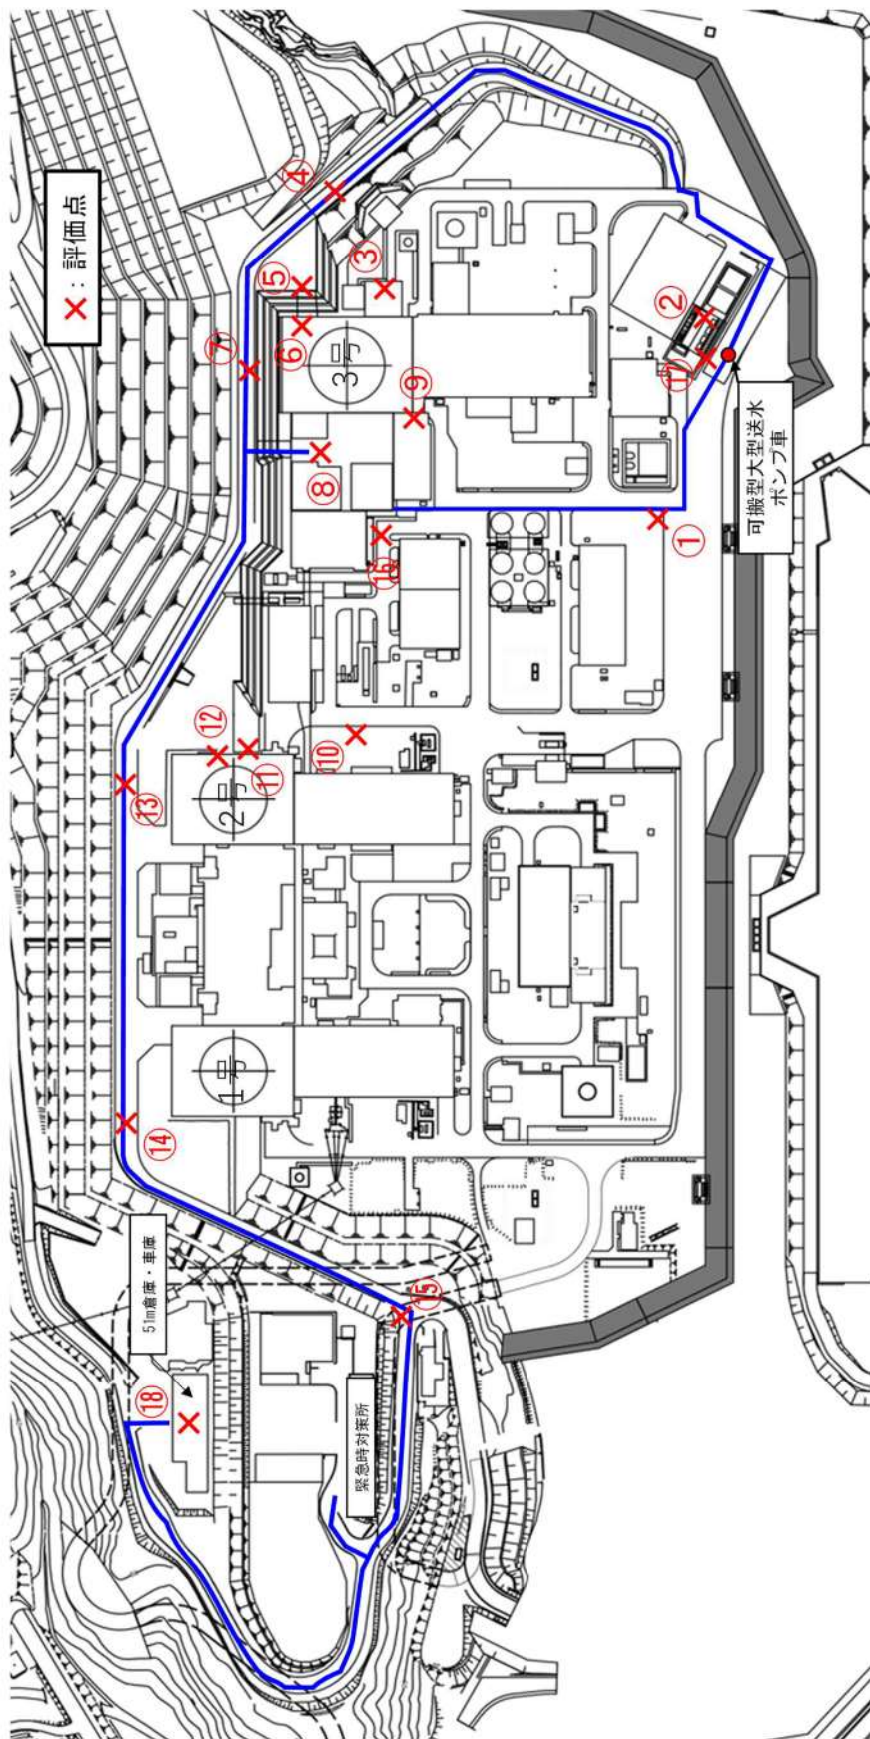 ×：評価点
④
③
⑤
⑥
⑦
3号
②
⑰
⑨
⑧
①
可搬型大型送水
ポンプ車
⑯
⑫
⑪
⑩
2号
⑬
1号
⑭
51m倉庫・車庫
⑮
⑱
緊急時対策所